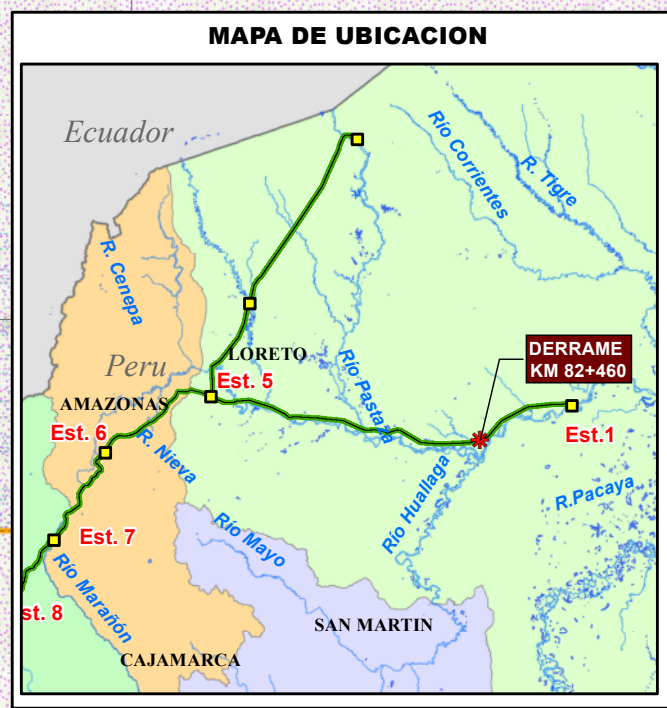 MAPA DE UBICACION
Ecuador
Río Corrientes
R. Tigre
R. Cenepa
Peru
LORETO
Río Pastaza
DERRAME
KM 82+460
Est. 5
AMAZONAS
Est.1
Est. 6
R. Nieva
Río Huallaga
R.Pacaya
Est. 7
Río Mayo
Río Marañón
st. 8
SAN MARTIN
CAJAMARCA